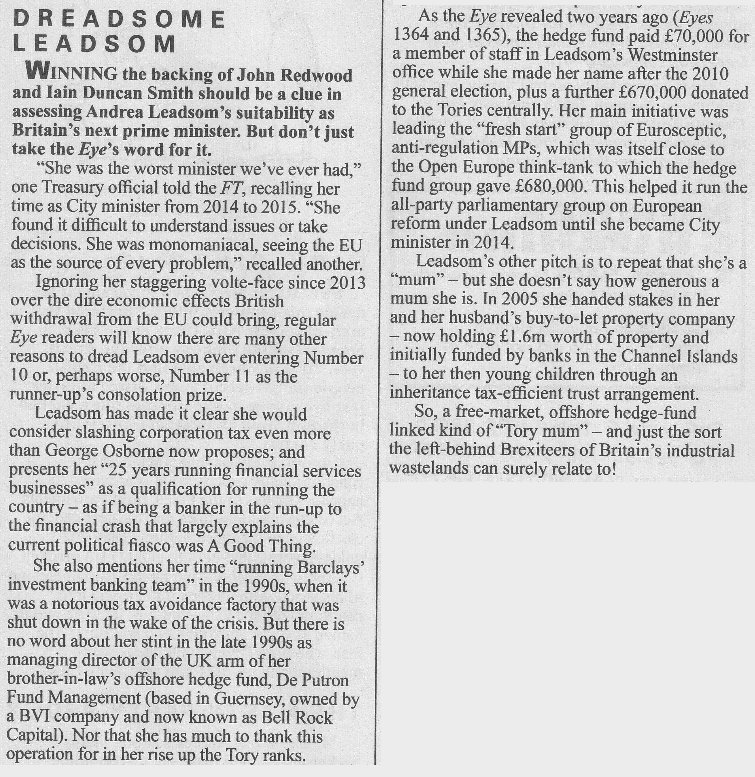 DREADSOME
LEADSOM
WINNING the backing of John Redwood
and Iain Duncan Smith should be a clue in
assessing Andrea Leadsom's suitability as
Britain's next prime minister. But don't just
take the Eye's word for it.
"She was the worst minister we've ever had,"
one Treasury official told the FT, recalling her
time as City minister from 2014 to 2015. "She
found it difficult to understand issues or take
decisions. She was monomaniacal, seeing the EU
as the source of every problem," recalled another.
Ignoring her staggering volte-face since 2013
over the dire economic effects British
withdrawal from the EU could bring, regular
Eye readers will know there are many other
reasons to dread Leadsom ever entering Number
10 or, perhaps worse, Number 11 as the
runner-up's consolation prize.
Leadsom has made it clear she would
consider slashing corporation tax even more
than George Osborne now proposes; and
presents her "25 years running financial services
businesses" as a qualification for running the
country – as if being a banker in the run-up to
the financial crash that largely explains the
current political fiasco was A Good Thing.
She also mentions her time "running Barclays'
investment banking team" in the 1990s, when it
was a notorious tax avoidance factory that was
shut down in the wake of the crisis. But there is
no word about her stint in the late 1990s as
managing director of the UK arm of her
brother-in-law's offshore hedge fund, De Putron
Fund Management (based in Guernsey, owned by
a BVI company and now known as Bell Rock
Capital). Nor that she has much to thank this
operation for in her rise up the Tory ranks.
As the Eye revealed two years ago (Eyes
1364 and 1365), the hedge fund paid £70,000 for
a member of staff in Leadsom's Westminster
office while she made her name after the 2010
general election, plus a further £670,000 donated
to the Tories centrally. Her main initiative was
leading the "fresh start" group of Eurosceptic,
anti-regulation MPs, which was itself close to
the Open Europe think-tank to which the hedge
fund group gave £680,000. This helped it run the
all-party parliamentary group on European
reform under Leadsom until she became City
minister in 2014.
Leadsom's other pitch is to repeat that she's a
"mum" – but she doesn't say how generous a
mum she is. In 2005 she handed stakes in her
and her husband's buy-to-let property company
– now holding £1.6m worth of property and
initially funded by banks in the Channel Islands
– to her then young children through an
inheritance tax-efficient trust arrangement.
So, a free-market, offshore hedge-fund
linked kind of "Tory mum" – and just the sort
the left-behind Brexiteers of Britain's industrial
wastelands can surely relate to!